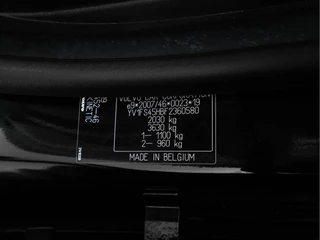 VOLVO CAR CORPORATION
e9*2007/46*0023*19
YV1FS45HBF2360580
2030 kg
3630 kg
1– 1100 kg
2– 960 kg
MADE IN BELGIUM